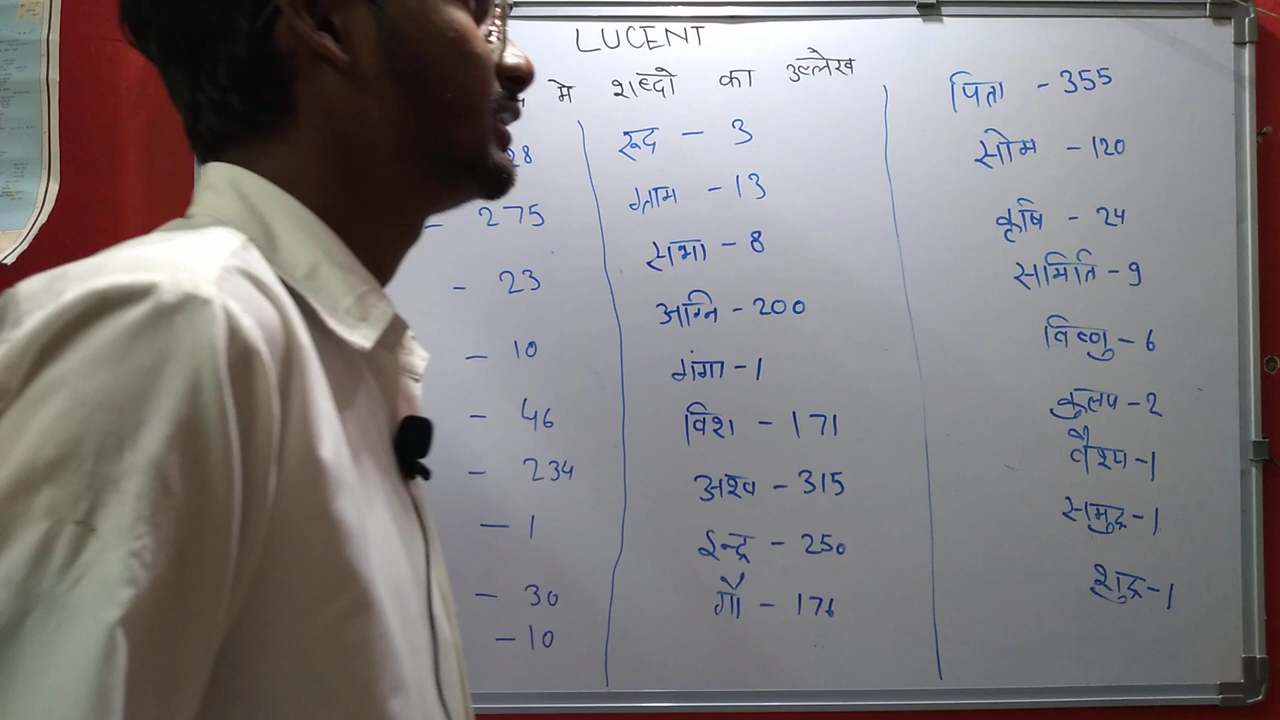 LUCENT
मे शब्दो का उल्लेख
28
- 275
- 23
- 10
- 46
- 234
- 1
- 30
- 10
रूद्र - 3
ग्राम - 13
सभा - 8
अग्नि - 200
गंगा - 1
विश - 171
अश्व - 315
इन्द्र - 250
गौ - 176
पिता - 355
सोम - 120
कृषि - 24
समिति - 9
विष्णु - 6
कुलप - 2
वैश्य - 1
समुद्र - 1
शुद्र - 1